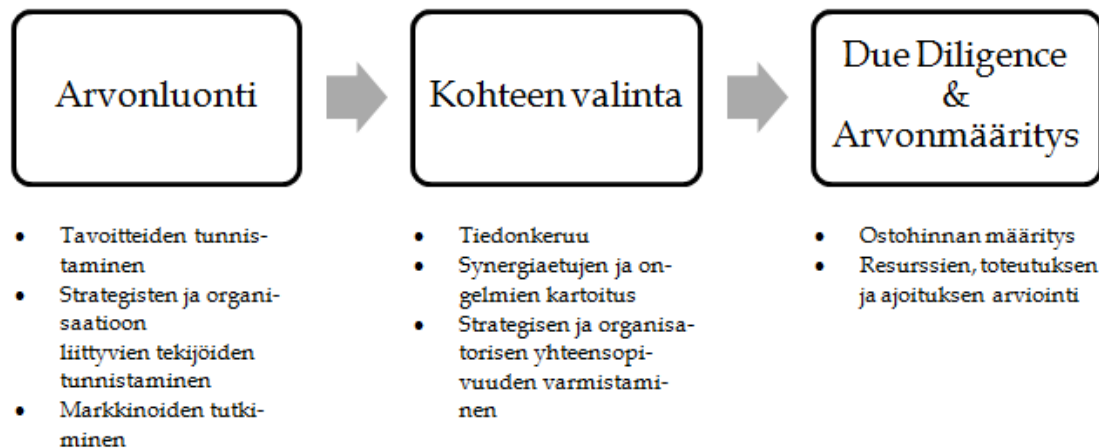 Arvonluonti
Kohteen valinta
Due Diligence
&
Arvonmääritys
• Tavoitteiden tunnis-
taminen
• Strategisten ja organi-
saatioon
liittyvien tekijöiden
tunnistaminen
• Markkinoiden tutki-
minen
• Tiedonkeruu
• Synergiaetujen ja on-
gelmien kartoitus
• Strategisen ja organisa-
torisen yhteensopi-
vuuden varmistami-
nen
• Ostohinnan määritys
• Resurssien, toteutuksen
ja ajoituksen arviointi